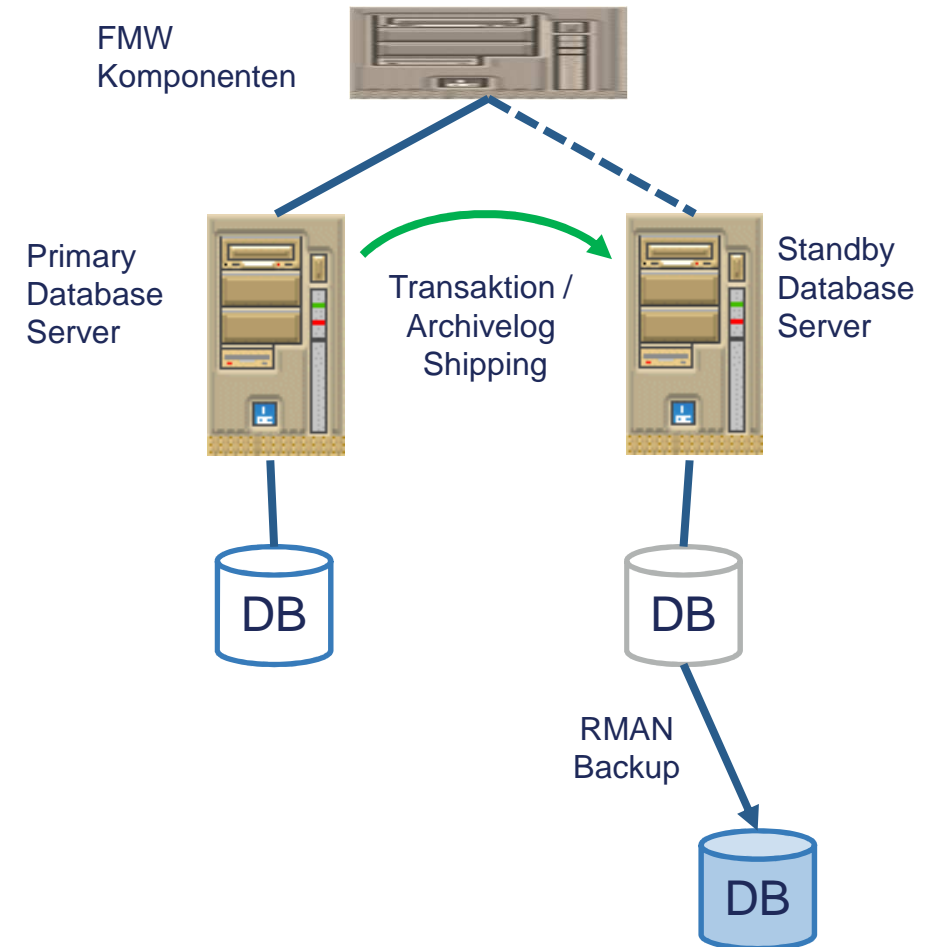 FMW
Komponenten
Primary
Database
Server
Transaktion /
Archivelog
Shipping
Standby
Database
Server
DB
DB
RMAN
Backup
DB